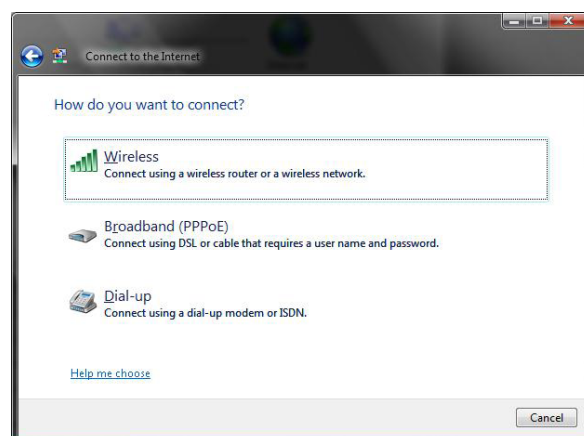 Connect to the Internet
How do you want to connect?
Wireless
Connect using a wireless router or a wireless network.
Broadband (PPPoE)
Connect using DSL or cable that requires a user name and password.
Dial-up
Connect using a dial-up modem or ISDN.
Help me choose
Cancel